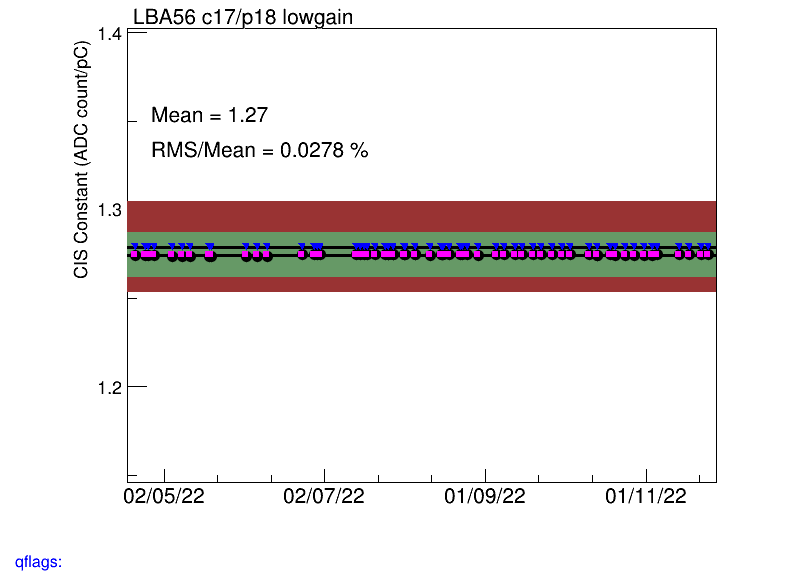 LBA56 c17/p18 lowgain
CIS Constant (ADC count/pC)
1.4
Mean = 1.27
RMS/Mean = 0.0278 %
1.3
1.2
02/05/22 02/07/22 01/09/22 01/11/22
qflags: